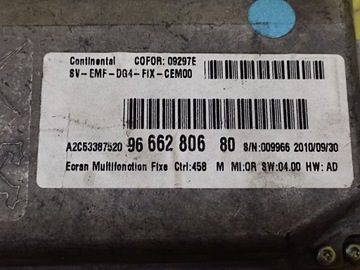 Continental COFOR: 09297E
SV-EMF-DG4-FIX-CEM00
A2C53387520 96 662 806 80 S/N:009966 2010/09/30
Ecran Multifonction Fixe Ctrl:458 M MI:OR SW:04.00 HW: AD